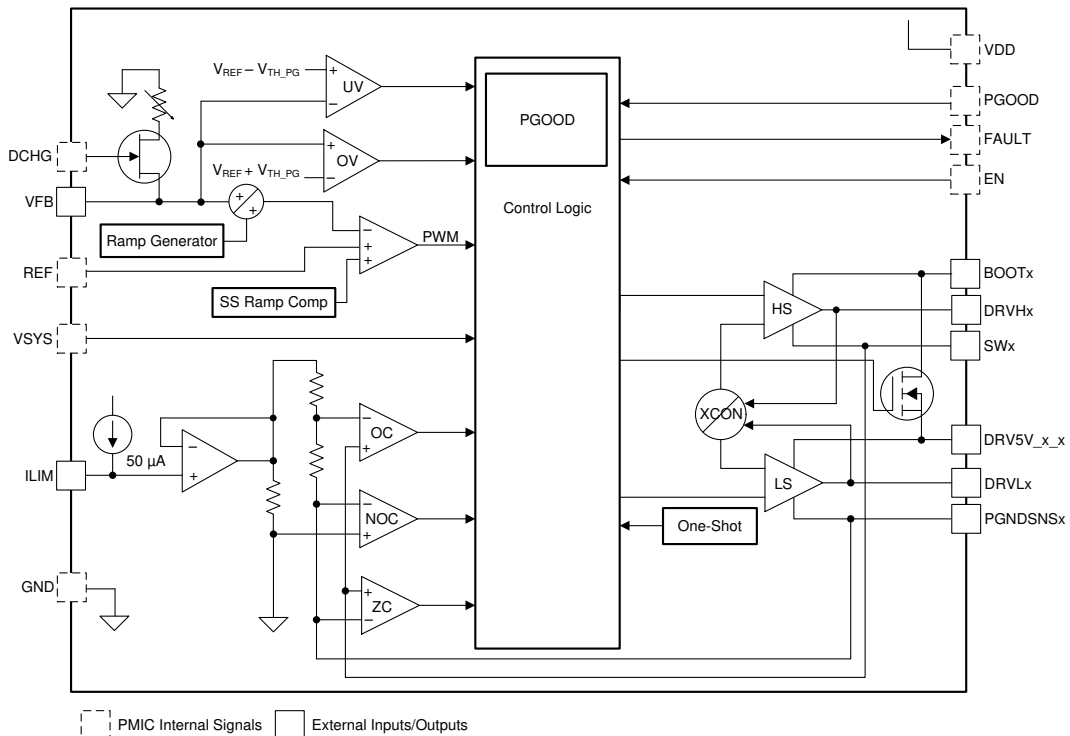 VDD
V_REF – V_TH_PG
+
UV
−
PGOOD
PGOOD
DCHG
+
OV
−
V_REF + V_TH_PG
FAULT
EN
VFB
+
+
Control Logic
Ramp Generator
−
+
+
PWM
REF
SS Ramp Comp
BOOTx
HS
DRVHx
VSYS
SWx
XCON
−
OC
+
50 µA
−
+
DRV5V_x_x
ILIM
LS
DRVLx
−
NOC
+
One-Shot
PGNDSNSx
GND
+
ZC
−
PMIC Internal Signals
External Inputs/Outputs